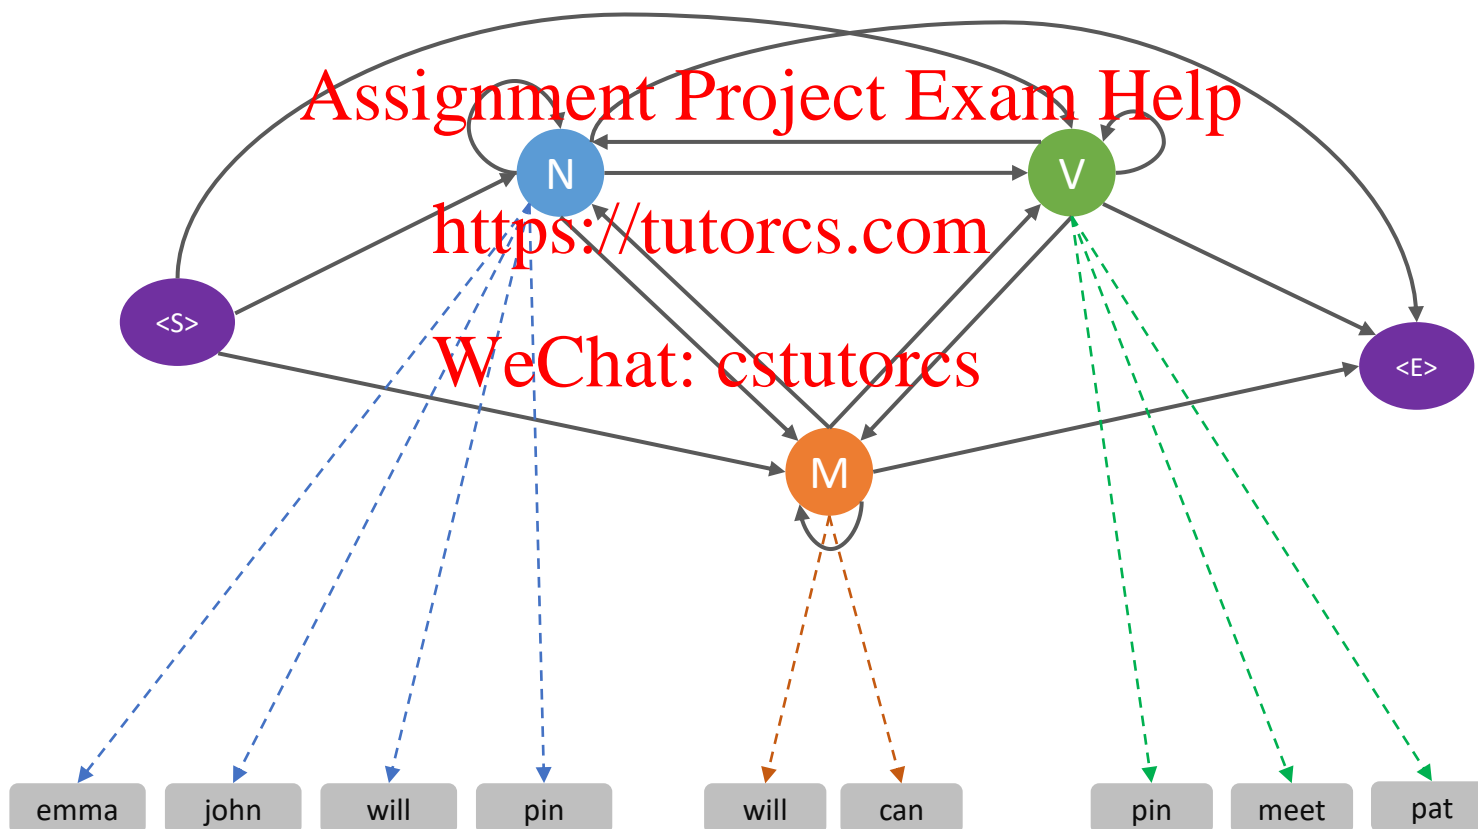 Assignment Project Exam Help
N
V
https://tutorcs.com
<S>
WeChat: cstutorcs
<E>
M
emma john will pin will can pin meet pat